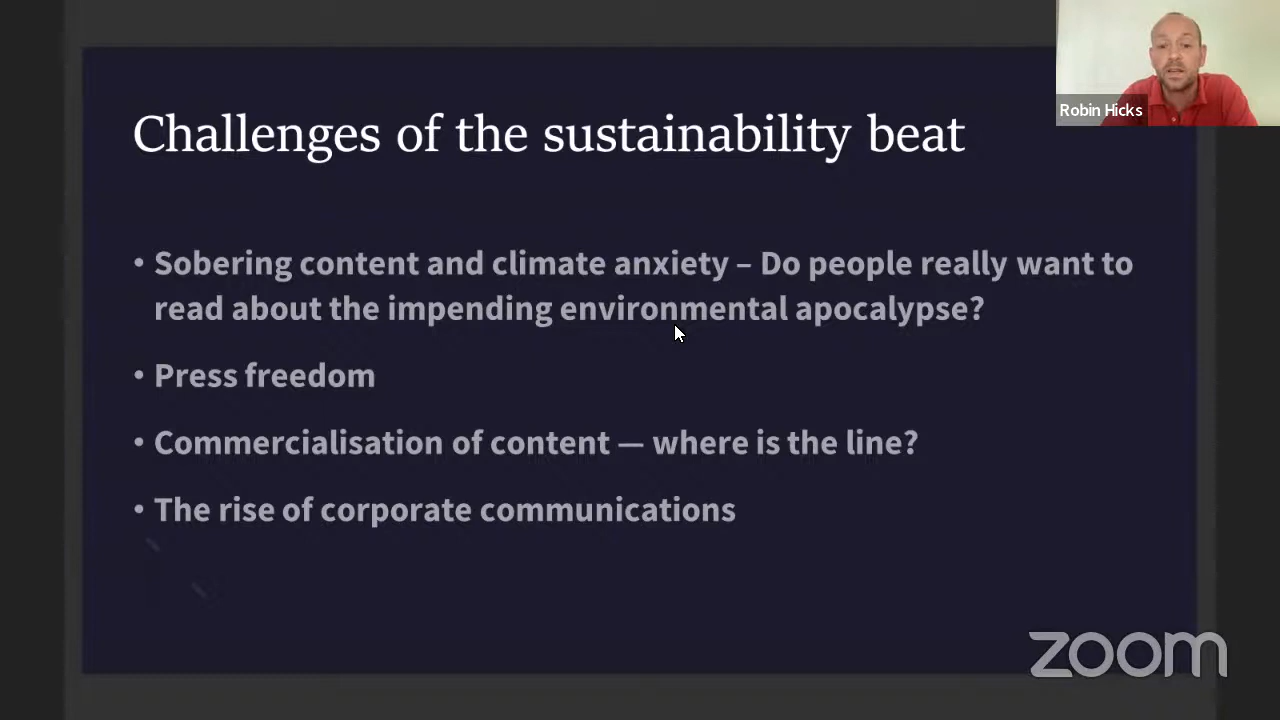 Challenges of the sustainability beat
Robin Hicks
• Sobering content and climate anxiety – Do people really want to
read about the impending environmental apocalypse?
• Press freedom
• Commercialisation of content — where is the line?
• The rise of corporate communications
zoom